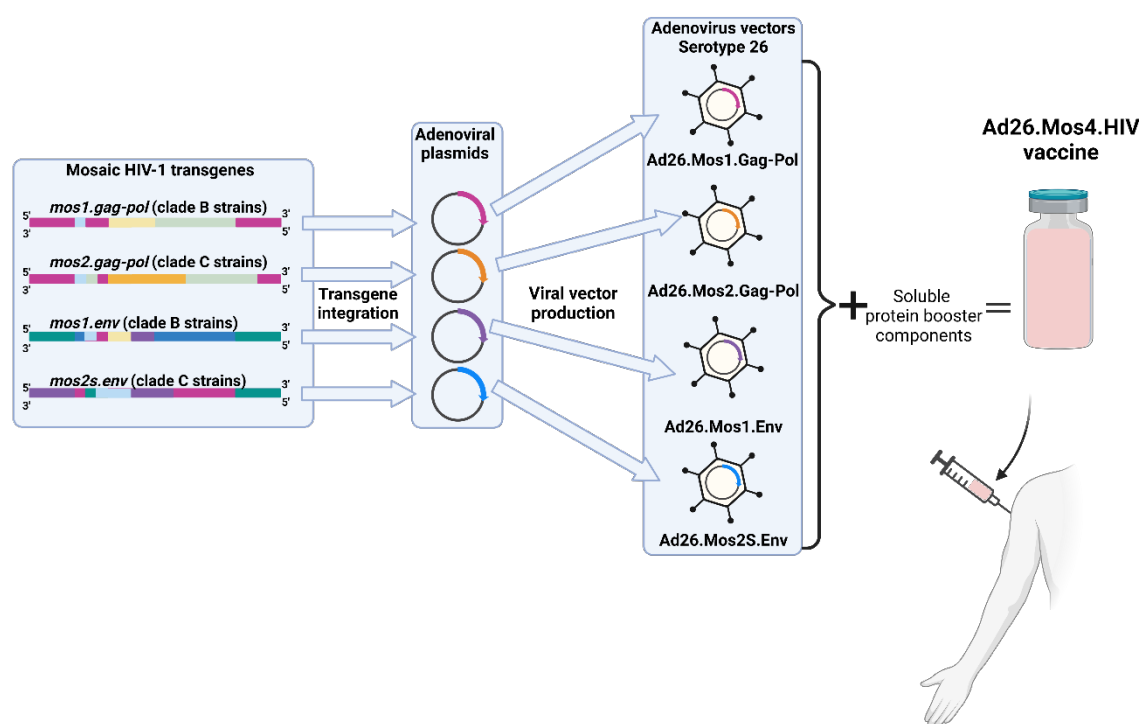 Mosaic HIV-1 transgenes
5'
3'
mos1.gag-pol (clade B strains)
3'
5'
5'
3'
mos2.gag-pol (clade C strains)
3'
5'
5'
3'
mos1.env (clade B strains)
3'
5'
5'
3'
mos2s.env (clade C strains)
3'
5'
Transgene
integration
Adenoviral
plasmids
Viral vector
production
Adenovirus vectors
Serotype 26
Ad26.Mos1.Gag-Pol
Ad26.Mos2.Gag-Pol
Ad26.Mos1.Env
Ad26.Mos2S.Env
+
Soluble
protein booster
components
=
Ad26.Mos4.HIV
vaccine